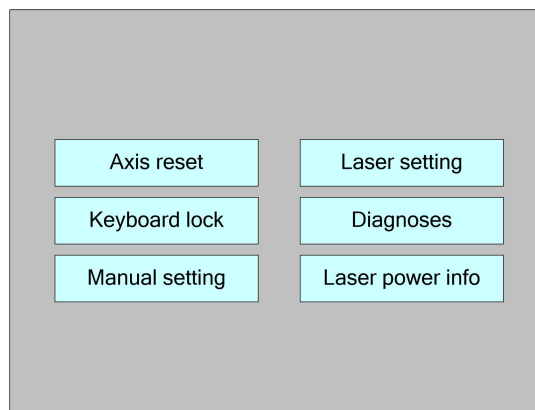 Axis reset
Laser setting
Keyboard lock
Diagnoses
Manual setting
Laser power info